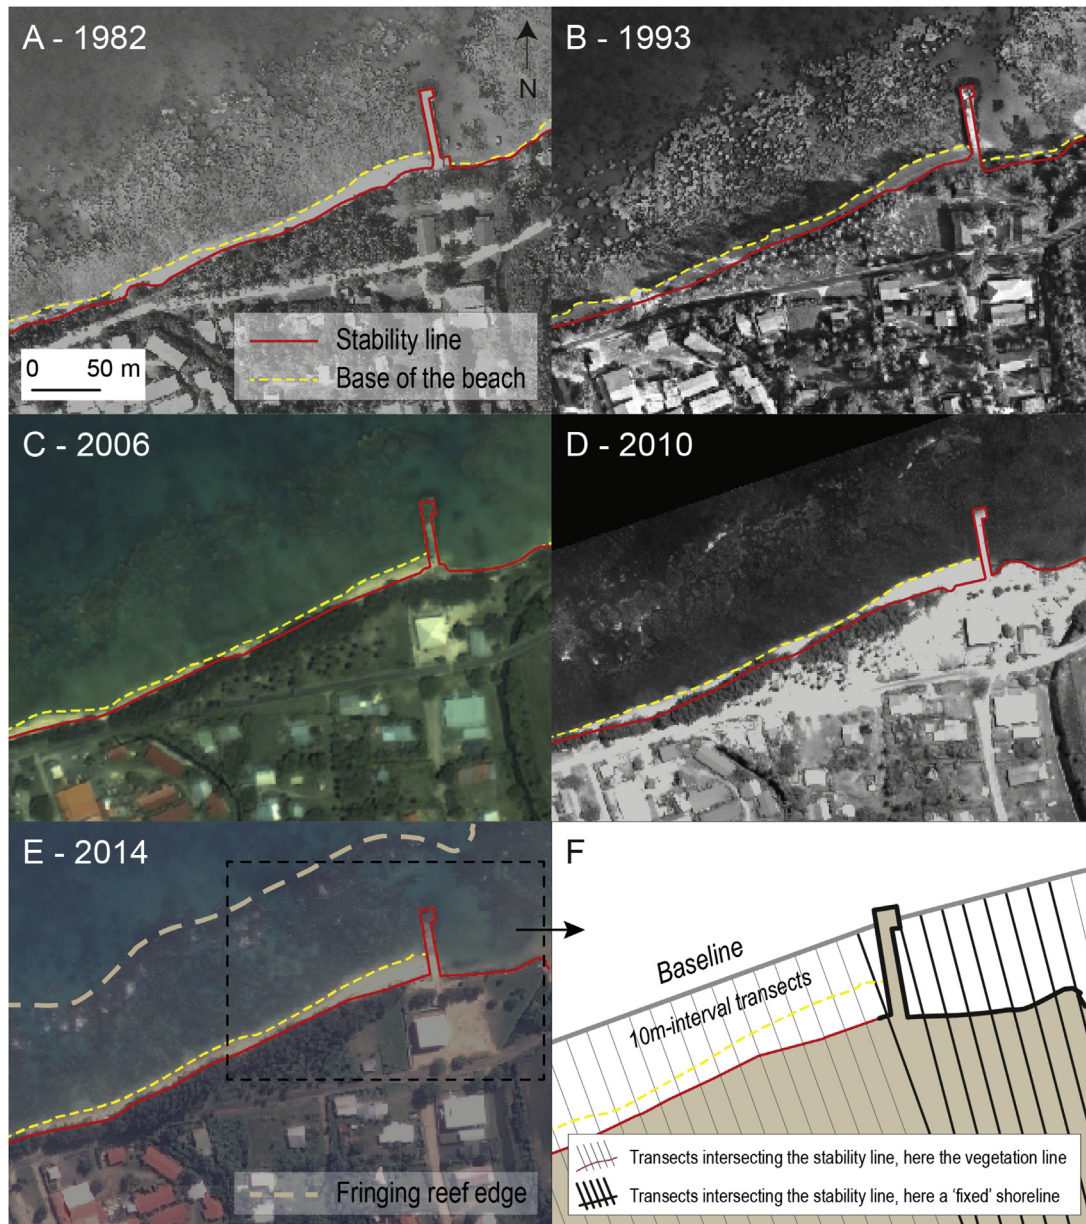 A - 1982
N
0 50 m
Stability line
Base of the beach
B - 1993
C - 2006
D - 2010
E - 2014
Fringing reef edge
F
Baseline
10m-interval transects
Transects intersecting the stability line, here the vegetation line
Transects intersecting the stability line, here a 'fixed' shoreline